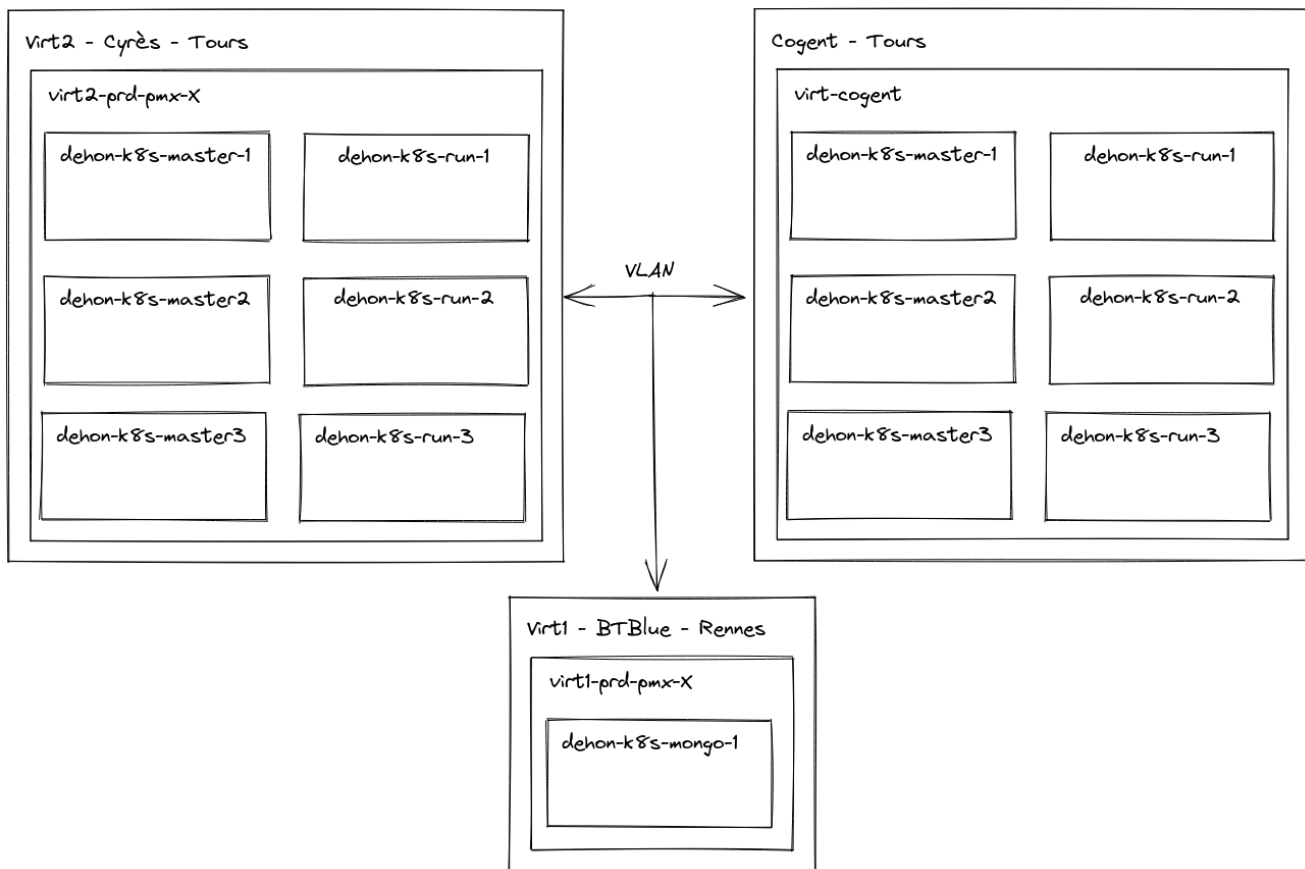 Virt2 - Cyrès - Tours
virt2-prd-pmx-X
dehon-k8s-master-1
dehon-k8s-run-1
dehon-k8s-master2
dehon-k8s-run-2
dehon-k8s-master3
dehon-k8s-run-3
VLAN
Cogent - Tours
virt-cogent
dehon-k8s-master-1
dehon-k8s-run-1
dehon-k8s-master2
dehon-k8s-run-2
dehon-k8s-master3
dehon-k8s-run-3
Virt1 - BTBlue - Rennes
virt1-prd-pmx-X
dehon-k8s-mongo-1